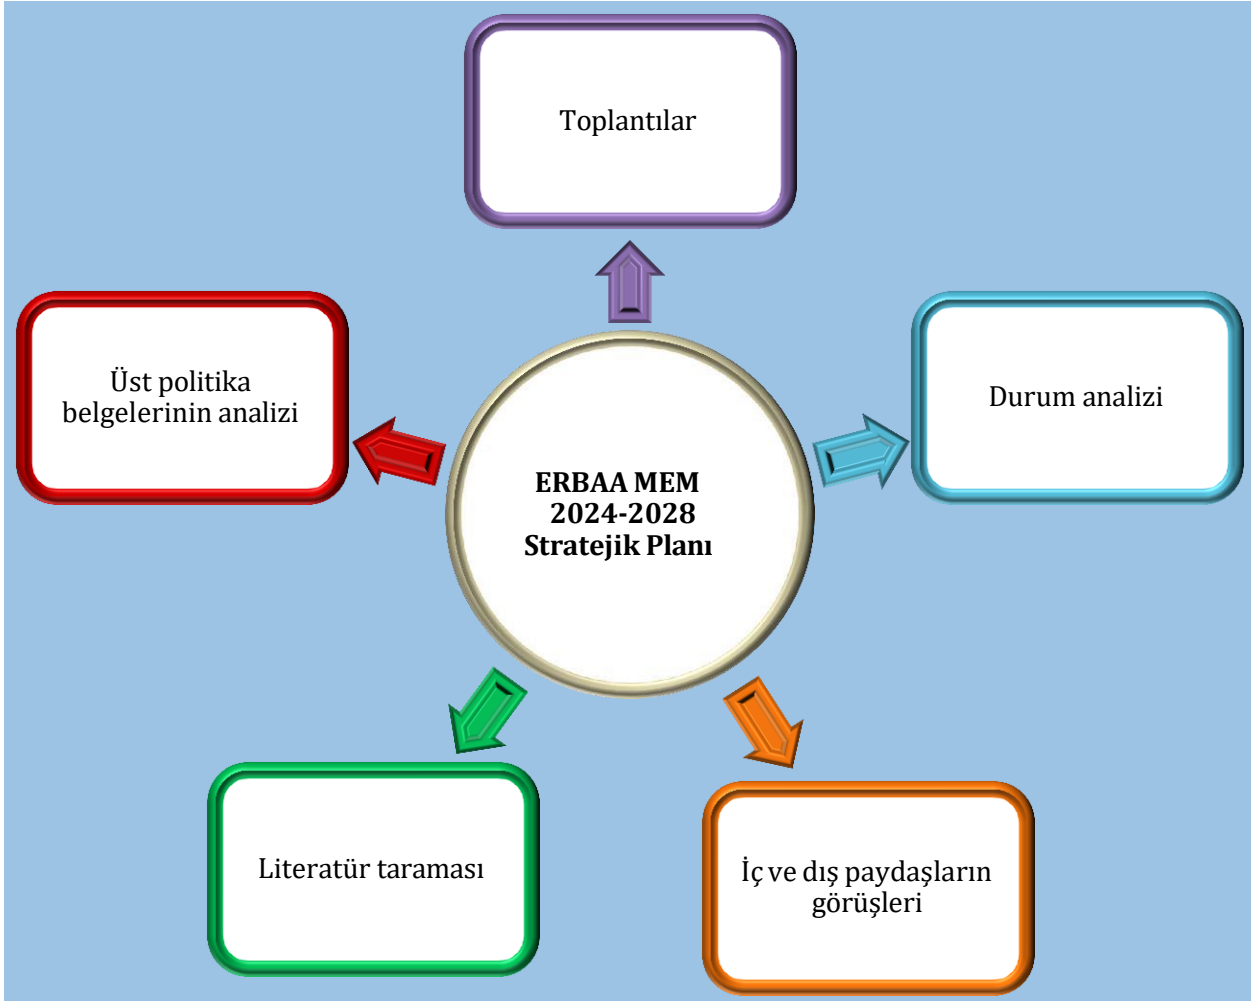 Toplantılar
Üst politika
belgelerinin analizi
Durum analizi
ERBAA MEM
2024-2028
Stratejik Planı
Literatür taraması
İç ve dış paydaşların
görüşleri